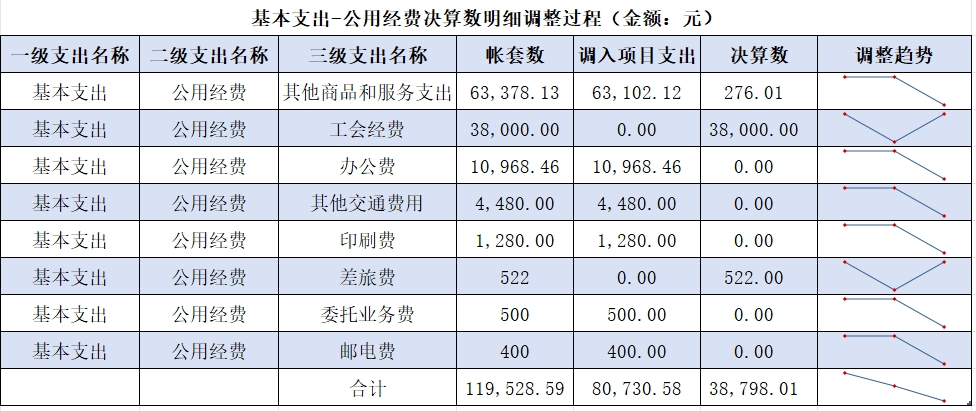 基本支出-公用经费决算数明细调整过程（金额：元）
一级支出名称 二级支出名称 三级支出名称 帐套数 调入项目支出 决算数 调整趋势
基本支出 公用经费 其他商品和服务支出 63,378.13 63,102.12 276.01
基本支出 公用经费 工会经费 38,000.00 0.00 38,000.00
基本支出 公用经费 办公费 10,968.46 10,968.46 0.00
基本支出 公用经费 其他交通费用 4,480.00 4,480.00 0.00
基本支出 公用经费 印刷费 1,280.00 1,280.00 0.00
基本支出 公用经费 差旅费 522 0.00 522.00
基本支出 公用经费 委托业务费 500 500.00 0.00
基本支出 公用经费 邮电费 400 400.00 0.00
合计 119,528.59 80,730.58 38,798.01